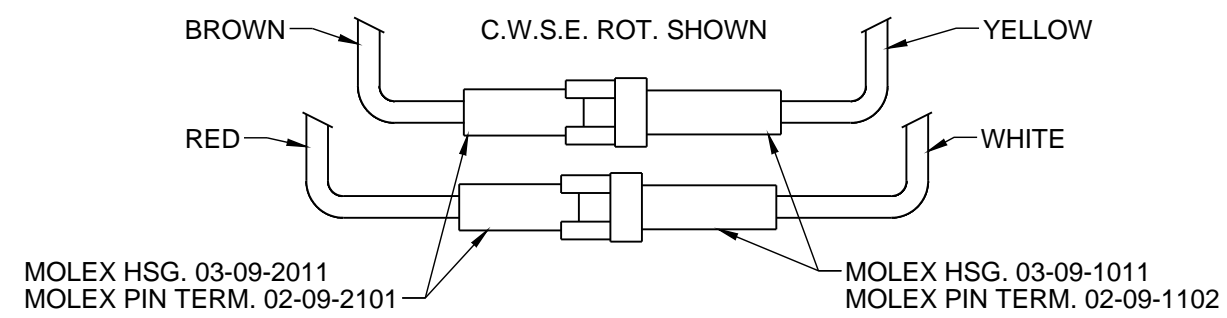 BROWN
C.W.S.E. ROT. SHOWN
YELLOW
RED
WHITE
MOLEX HSG. 03-09-2011
MOLEX PIN TERM. 02-09-2101
MOLEX HSG. 03-09-1011
MOLEX PIN TERM. 02-09-1102